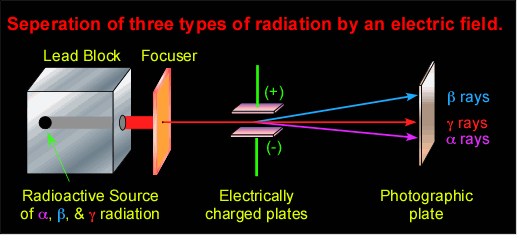 Seperation of three types of radiation by an electric field.
Lead Block
Focuser
(+)
β rays
γ rays
α rays
(-)
Radioactive Source
of α, β, & γ radiation
Electrically
charged plates
Photographic
plate